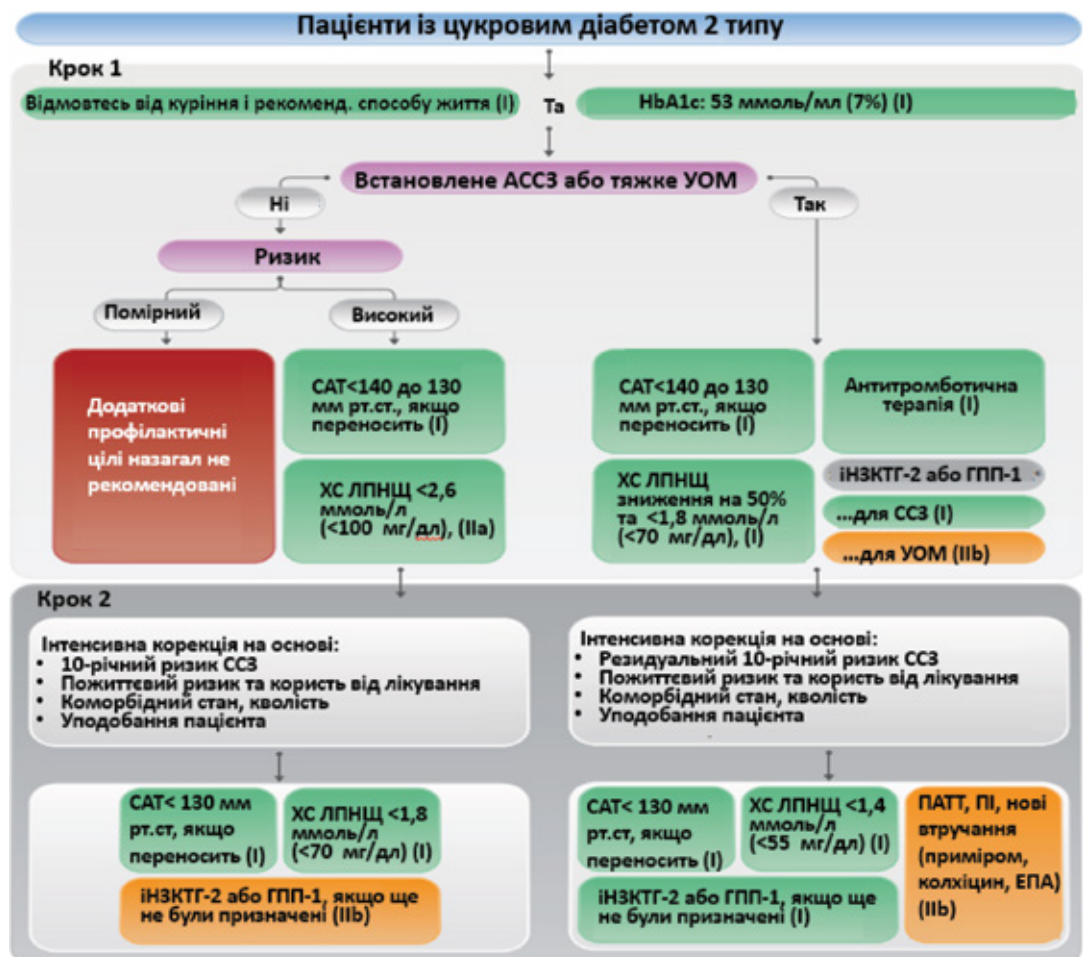 Пацієнти із цукровим діабетом 2 типу
Крок 1
Відмовтесь від куріння і рекоменд. способу життя (I)
Та
HbA1c: 53 ммоль/мл (7%) (I)
Встановлене АССЗ або тяжке УОМ
Ні
Так
Ризик
Помірний
Високий
Додаткові
профілактичні
цілі назагал не
рекомендовані
САТ<140 до 130
мм рт.ст., якщо
переносить (I)
ХС ЛПНЩ <2,6
ммоль/л
(<100 мг/дл), (IIa)
САТ<140 до 130
мм рт.ст., якщо
переносить (I)
ХС ЛПНЩ
зниження на 50%
та <1,8 ммоль/л
(<70 мг/дл), (I)
Антитромботична
терапія (I)
іНЗКТГ-2 або ГПП-1
...для ССЗ (I)
...для УОМ (IIb)
Крок 2
Інтенсивна корекція на основі:
• 10-річний ризик ССЗ
• Пожиттєвий ризик та користь від лікування
• Коморбідний стан, кволість
• Уподобання пацієнта
Інтенсивна корекція на основі:
• Резидуальний 10-річний ризик ССЗ
• Пожиттєвий ризик та користь від лікування
• Коморбідний стан, кволість
• Уподобання пацієнта
САТ< 130 мм
рт.ст, якщо
переносить (I)
ХС ЛПНЩ <1,8
ммоль/л
(<70 мг/дл) (I)
іНЗКТГ-2 або ГПП-1, якщо ще
не були призначені (IIb)
САТ< 130 мм
рт.ст, якщо
переносить (I)
ХС ЛПНЩ <1,4
ммоль/л
(<55 мг/дл) (I)
іНЗКТГ-2 або ГПП-1, якщо ще
не були призначені (I)
ПАТТ, ПІ, нові
втручання
(приміром,
колхіцин, ЕПА)
(IIb)